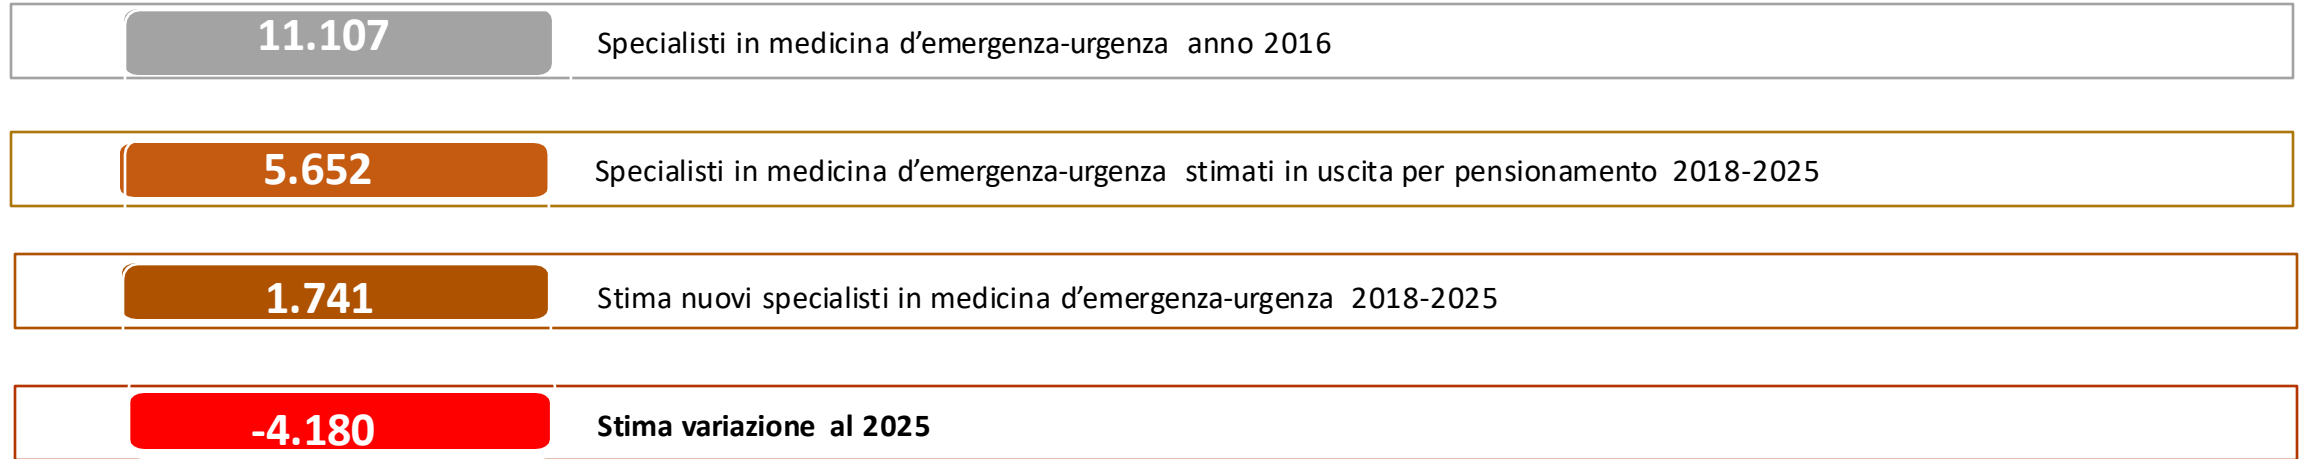 11.107 Specialisti in medicina d’emergenza-urgenza anno 2016
5.652 Specialisti in medicina d’emergenza-urgenza stimati in uscita per pensionamento 2018-2025
1.741 Stima nuovi specialisti in medicina d’emergenza-urgenza 2018-2025
-4.180 Stima variazione al 2025